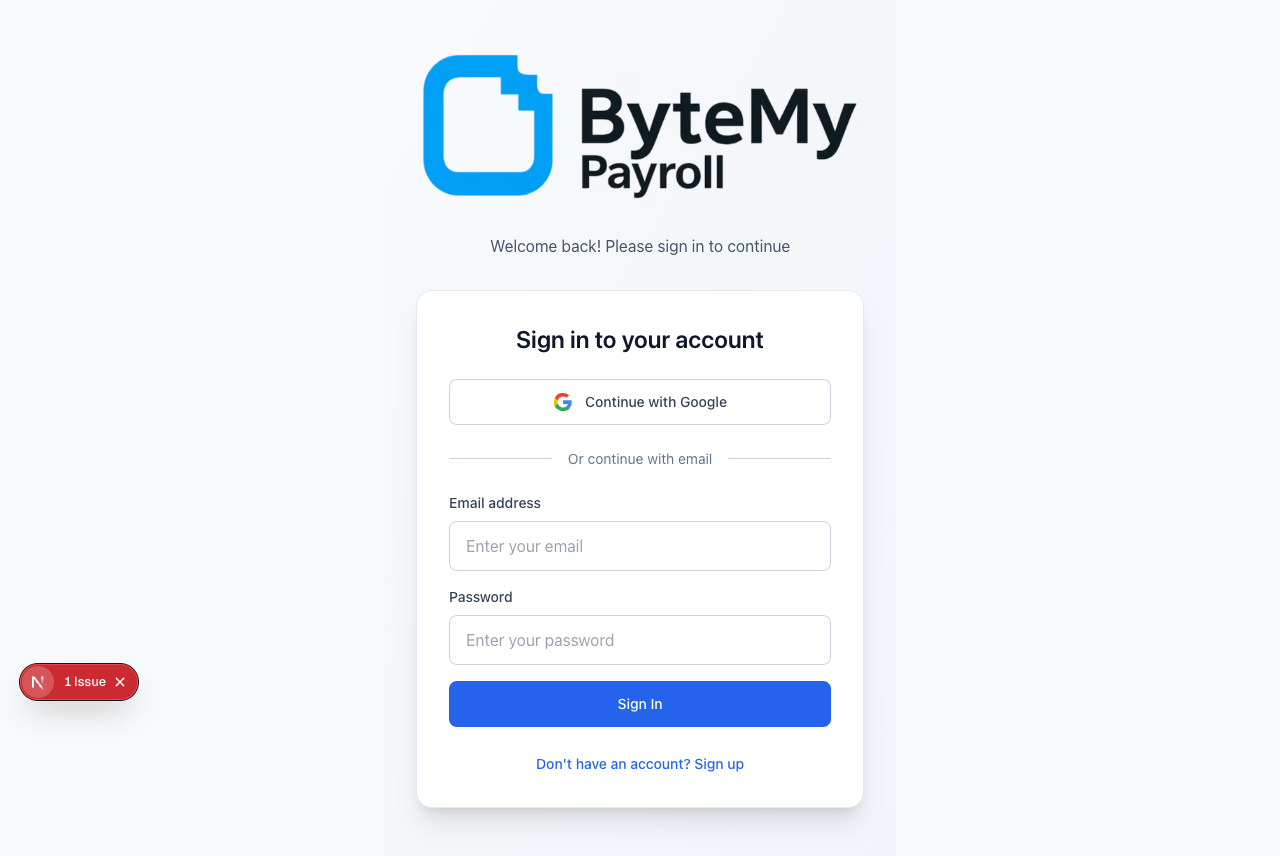 ByteMy
Payroll
Welcome back! Please sign in to continue
Sign in to your account
Continue with Google
Or continue with email
Email address
Enter your email
Password
Enter your password
1 Issue
Sign In
Don't have an account? Sign up